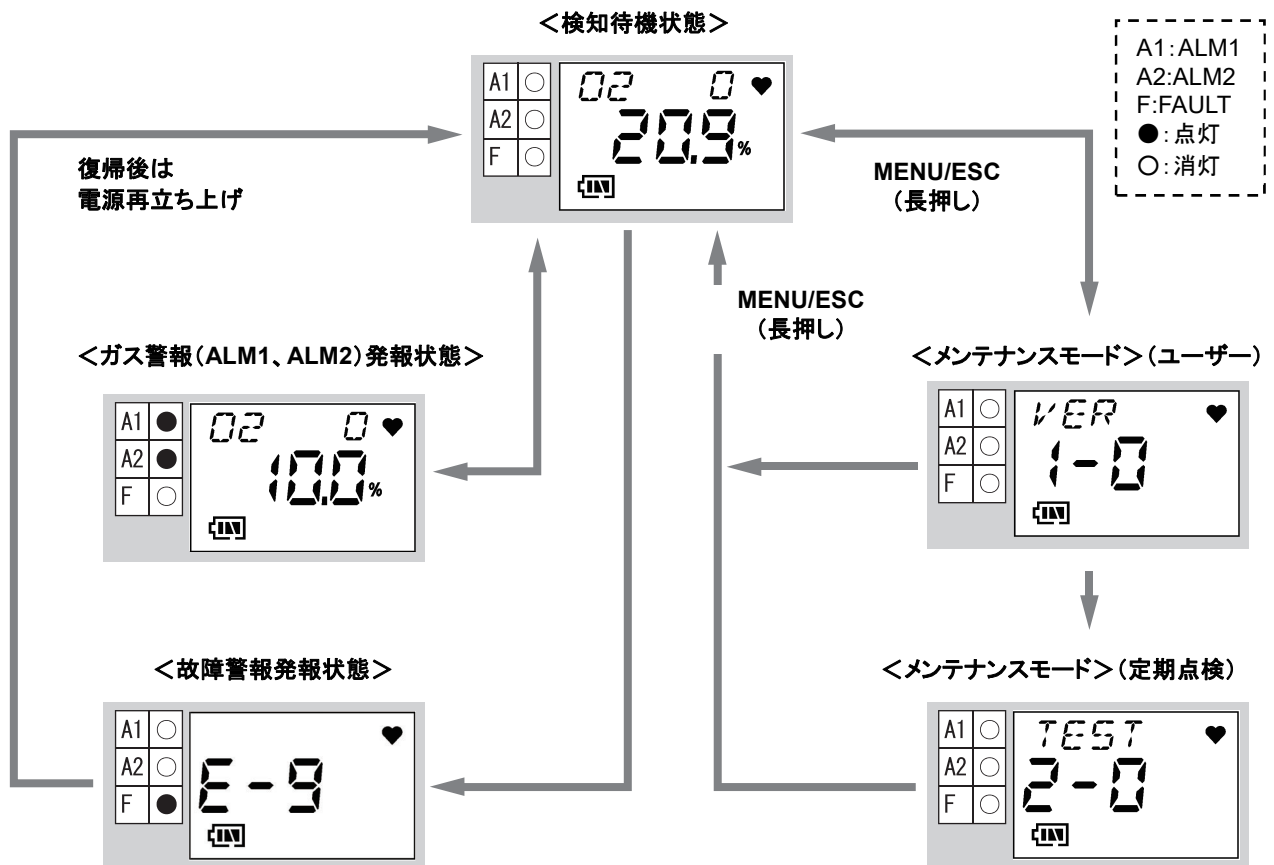 ＜検知待機状態＞
A1
A2
F
02 0 ♥
20.9%
A1:ALM1
A2:ALM2
F:FAULT
●:点灯
○:消灯
復帰後は
電源再立ち上げ
MENU/ESC
（長押し）
MENU/ESC
（長押し）
＜ガス警報（ALM1、ALM2）発報状態＞
A1
A2
F
02 0 ♥
10.0%
＜メンテナンスモード＞（ユーザー）
A1
A2
F
VER ♥
1-0
＜故障警報発報状態＞
A1
A2
F
♥
E-9
＜メンテナンスモード＞（定期点検）
A1
A2
F
TEST ♥
2-0